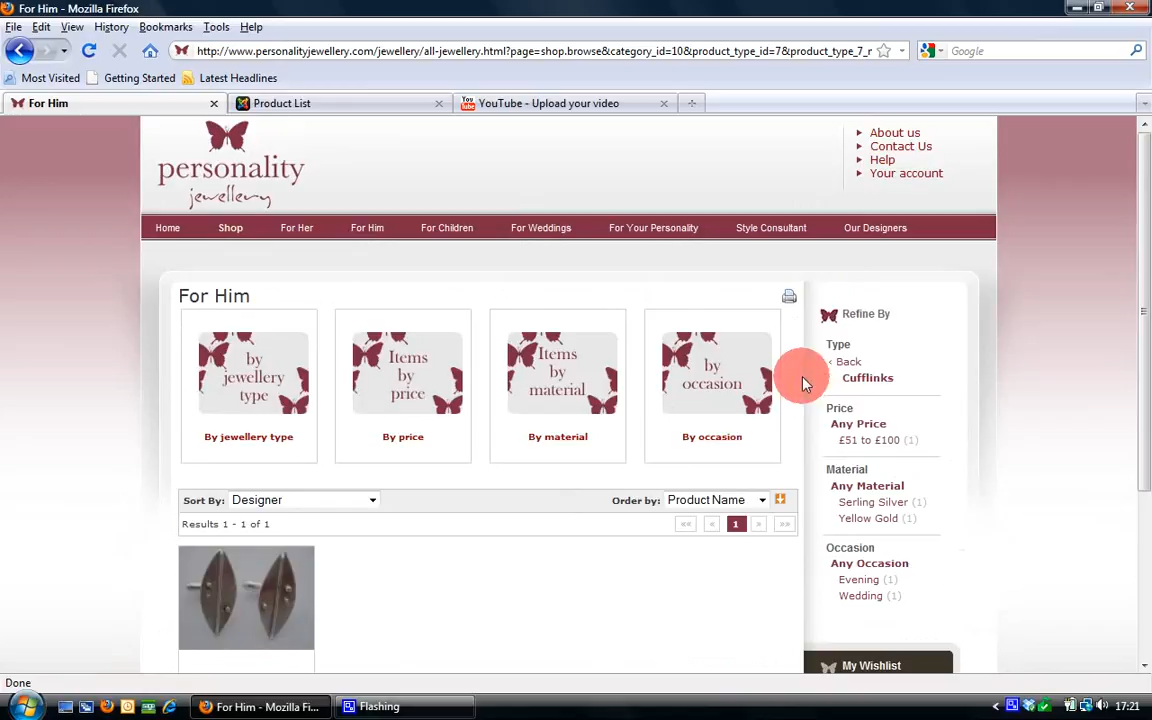 For Him - Mozilla Firefox
File Edit View History Bookmarks Tools Help
http://www.personalityjewellery.com/jewellery/all-jewellery.html?page=shop.browse&category_id=10&product_type_id=7&product_type_7_r
Google
Most Visited Getting Started Latest Headlines
For Him
Product List
YouTube - Upload your video
personality
jewellery
About us
Contact Us
Help
Your account
Home Shop For Her For Him For Children For Weddings For Your Personality Style Consultant Our Designers
For Him
by
jewellery
type
By jewellery type
Items
by
price
By price
Items
by
material
By material
by
occasion
By occasion
Sort By: Designer
Order by: Product Name
Results 1 - 1 of 1
«« « 1 » »»
Refine By
Type
‹ Back
Cufflinks
Price
Any Price
£51 to £100 (1)
Material
Any Material
Serling Silver (1)
Yellow Gold (1)
Occasion
Any Occasion
Evening (1)
Wedding (1)
My Wishlist
Done
For Him - Mozilla Fi...
Flashing
17:21